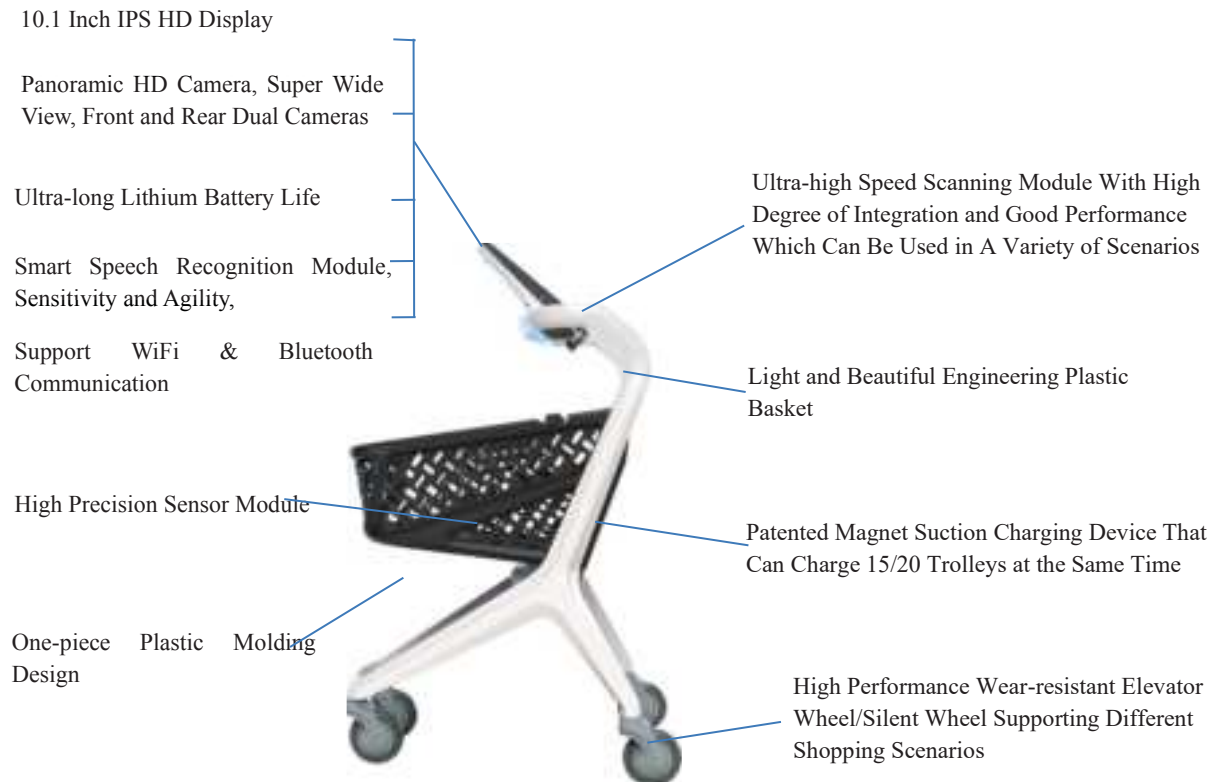 10.1 Inch IPS HD Display
Panoramic HD Camera, Super Wide
View, Front and Rear Dual Cameras
Ultra-long Lithium Battery Life
Smart Speech Recognition Module,
Sensitivity and Agility,
Support WiFi & Bluetooth
Communication
High Precision Sensor Module
One-piece Plastic Molding
Design
Ultra-high Speed Scanning Module With High
Degree of Integration and Good Performance
Which Can Be Used in A Variety of Scenarios
Light and Beautiful Engineering Plastic
Basket
Patented Magnet Suction Charging Device That
Can Charge 15/20 Trolleys at the Same Time
High Performance Wear-resistant Elevator
Wheel/Silent Wheel Supporting Different
Shopping Scenarios